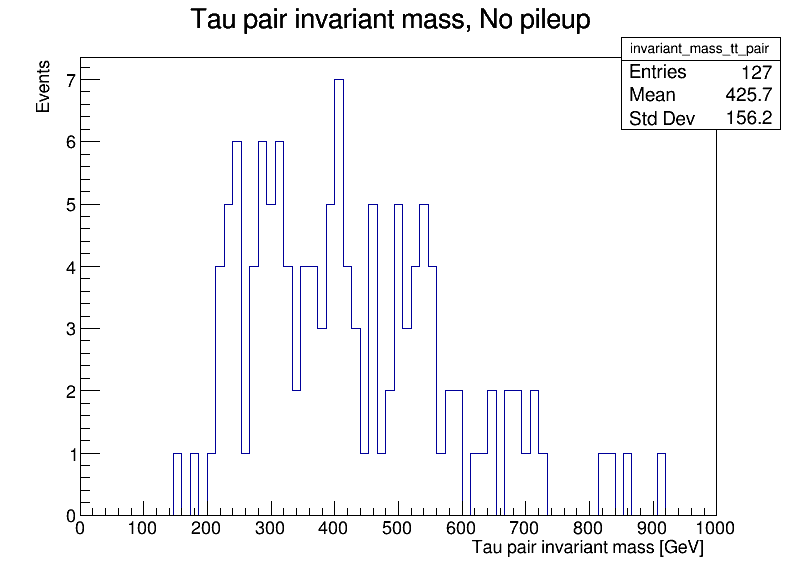 Tau pair invariant mass, No pileup
invariant_mass_tt_pair
Entries 127
Mean 425.7
Std Dev 156.2
Events
7
6
5
4
3
2
1
0
0 100 200 300 400 500 600 700 800 900 1000
Tau pair invariant mass [GeV]